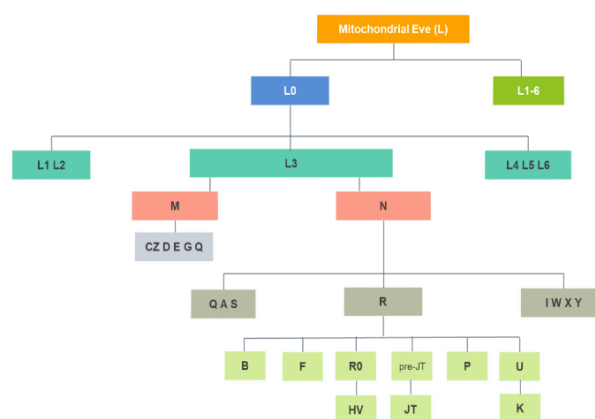 Mitochondrial Eve (L)
L0
L1-6
L1 L2
L3
L4 L5 L6
M
N
CZ D E G Q
Q A S
R
I W X Y
B
F
R0
pre-JT
P
U
HV
JT
K